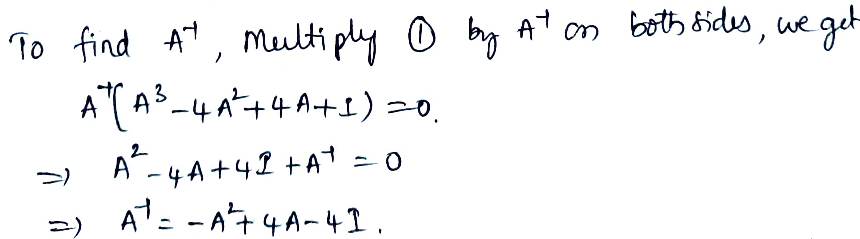 To find A⁻¹, Multiply ① by A⁻¹ on both sides, we get
A⁻¹(A³-4A²+4A+I)=0.
⇒ A²-4A+4I+A⁻¹=0
⇒ A⁻¹=-A²+4A-4I.